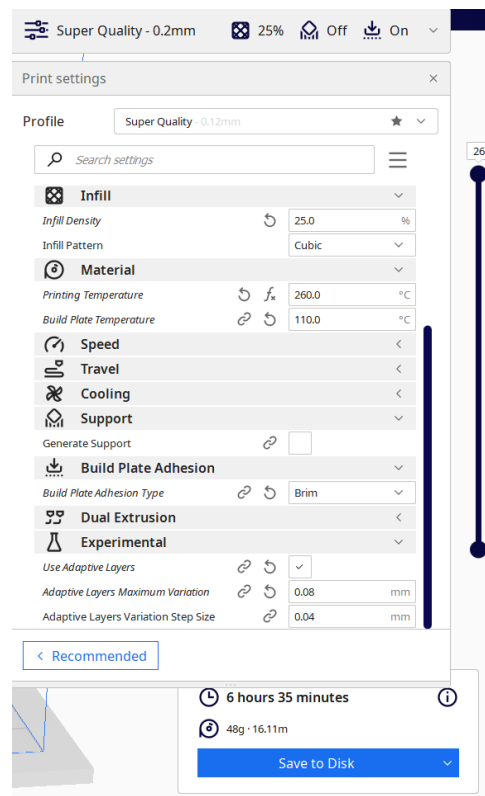 Super Quality - 0.2mm 25% Off On
Print settings
Profile Super Quality - 0.12mm
Search settings
26
Infill
Infill Density 25.0 %
Infill Pattern Cubic
Material
Printing Temperature fx 260.0 °C
Build Plate Temperature 110.0 °C
Speed
Travel
Cooling
Support
Generate Support
Build Plate Adhesion
Build Plate Adhesion Type Brim
Dual Extrusion
Experimental
Use Adaptive Layers
Adaptive Layers Maximum Variation 0.08 mm
Adaptive Layers Variation Step Size 0.04 mm
Recommended
6 hours 35 minutes
48g · 16.11m
Save to Disk